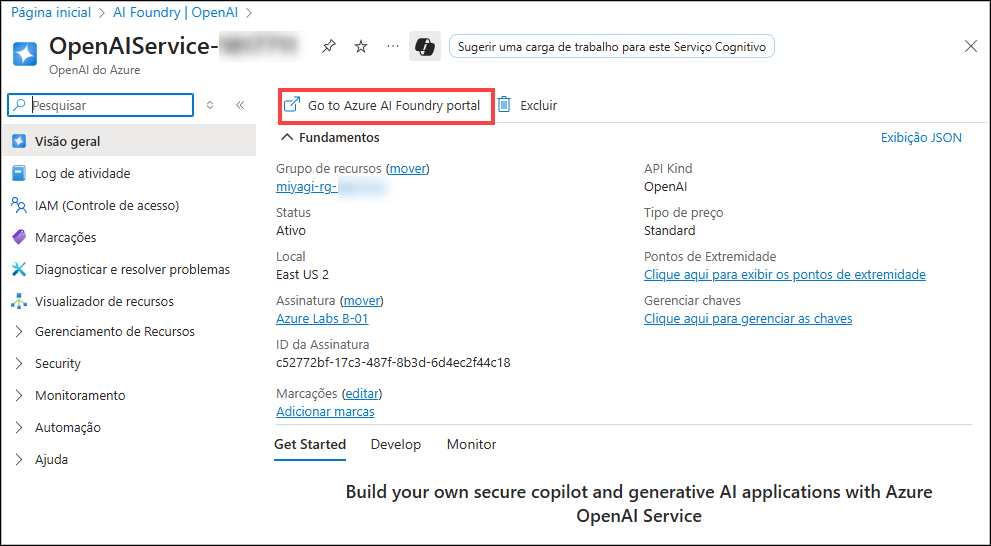 Página inicial > AI Foundry | OpenAI >
OpenAIService-
Sugerir uma carga de trabalho para este Serviço Cognitivo
OpenAI do Azure
Pesquisar
Go to Azure AI Foundry portal
Excluir
Visão geral
Log de atividade
IAM (Controle de acesso)
Marcações
Diagnosticar e resolver problemas
Visualizador de recursos
Gerenciamento de Recursos
Security
Monitoramento
Automação
Ajuda
Fundamentos
Exibição JSON
Grupo de recursos (mover)
miyagi-rg-
Status
Ativo
Local
East US 2
Assinatura (mover)
Azure Labs B-01
ID da Assinatura
c52772bf-17c3-487f-8b3d-6d4ec2f44c18
Marcações (editar)
Adicionar marcas
API Kind
OpenAI
Tipo de preço
Standard
Pontos de Extremidade
Clique aqui para exibir os pontos de extremidade
Gerenciar chaves
Clique aqui para gerenciar as chaves
Get Started Develop Monitor
Build your own secure copilot and generative AI applications with Azure
OpenAI Service